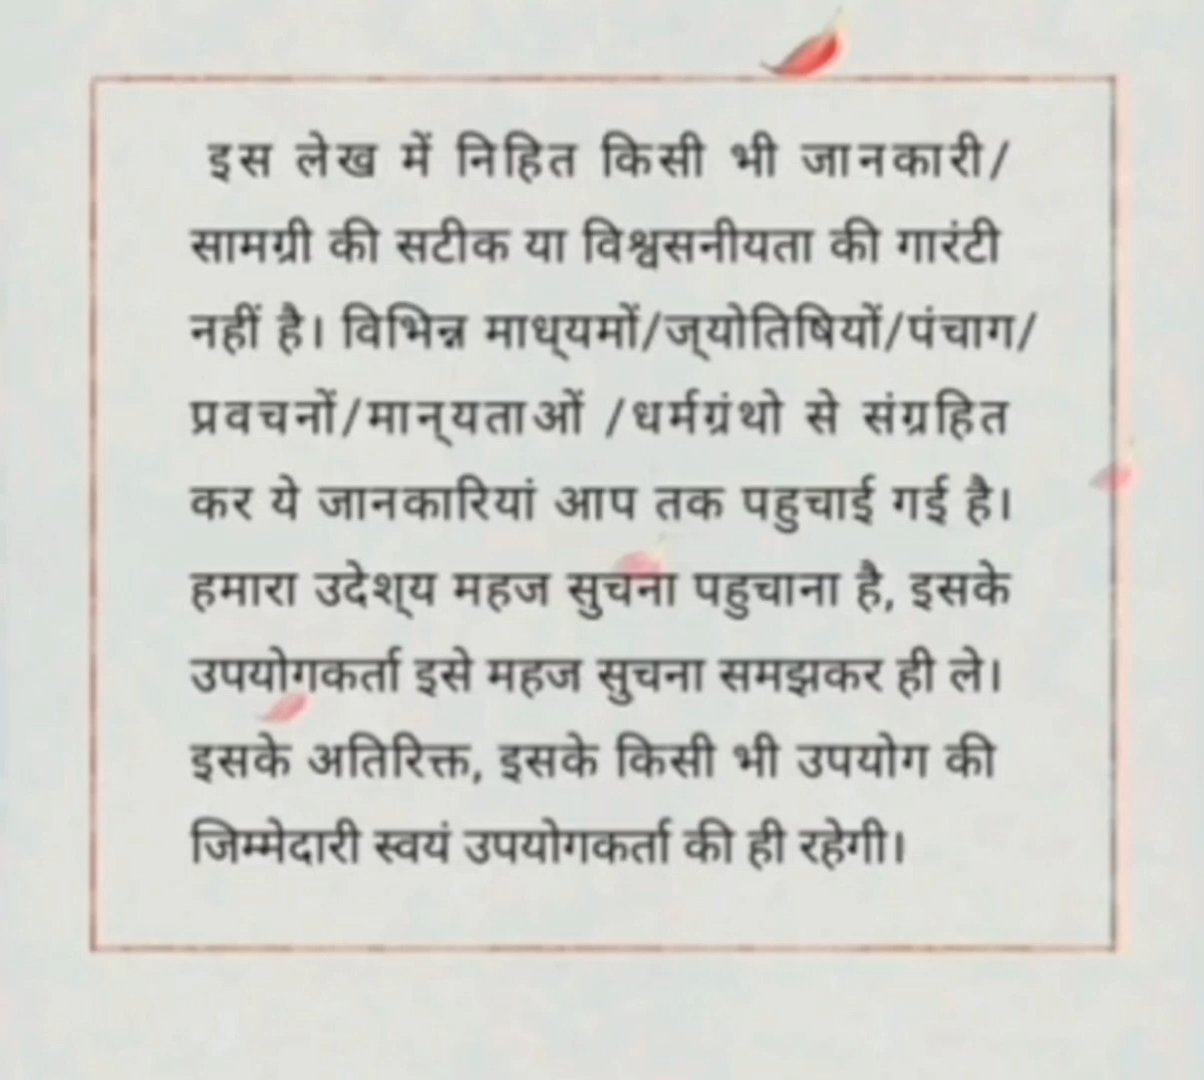 इस लेख में निहित किसी भी जानकारी/
सामग्री की सटीक या विश्वसनीयता की गारंटी
नहीं है। विभिन्न माध्‌यमों/ज्‌योतिषियों/पंचाग/
प्रवचनों/मान्‌यताओं /धर्मग्रंथो से संग्रहित
कर ये जानकारियां आप तक पहुचाई गई है।
हमारा उदेश्‌य महज सुचना पहुचाना है, इसके
उपयोगकर्ता इसे महज सुचना समझकर ही ले।
इसके अतिरिक्त, इसके किसी भी उपयोग की
जिम्मेदारी स्वयं उपयोगकर्ता की ही रहेगी।